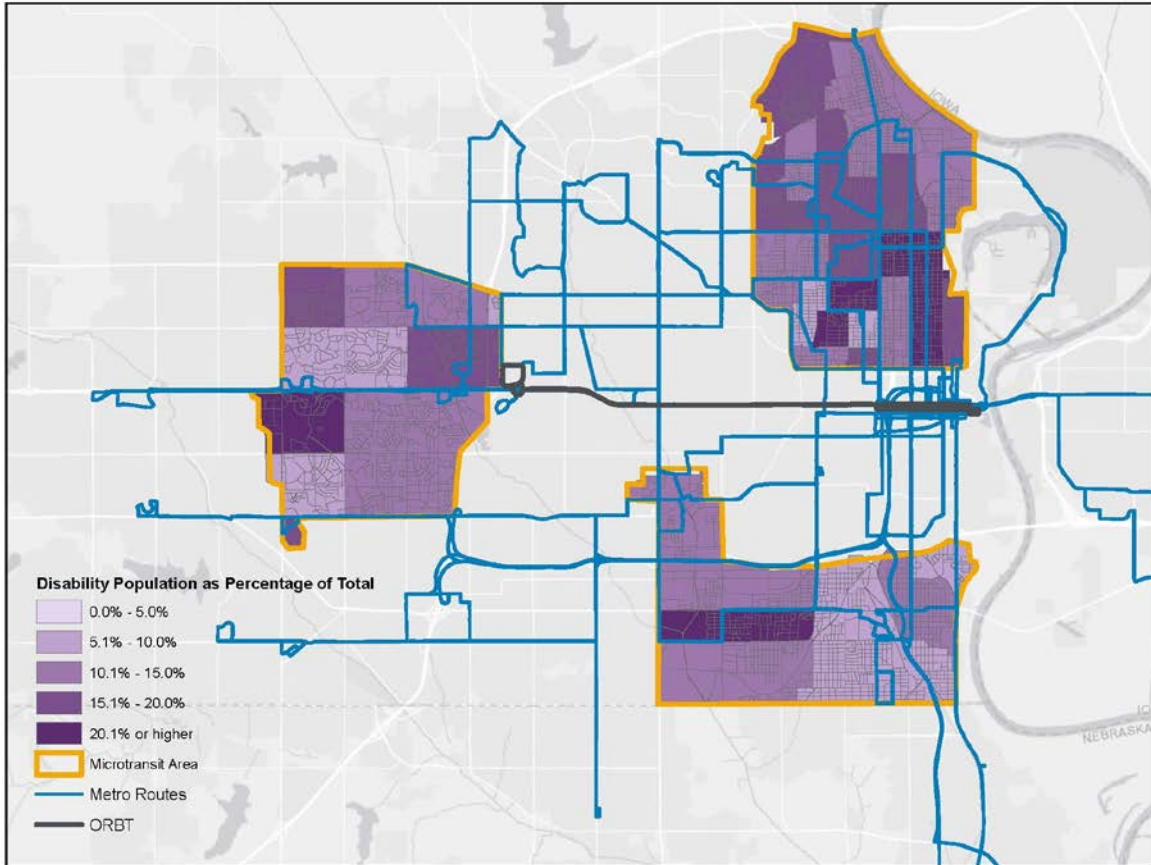 IOWA
Disability Population as Percentage of Total
0.0% - 5.0%
5.1% - 10.0%
10.1% - 15.0%
15.1% - 20.0%
20.1% or higher
Microtransit Area
Metro Routes
ORBT
NEBRASKA